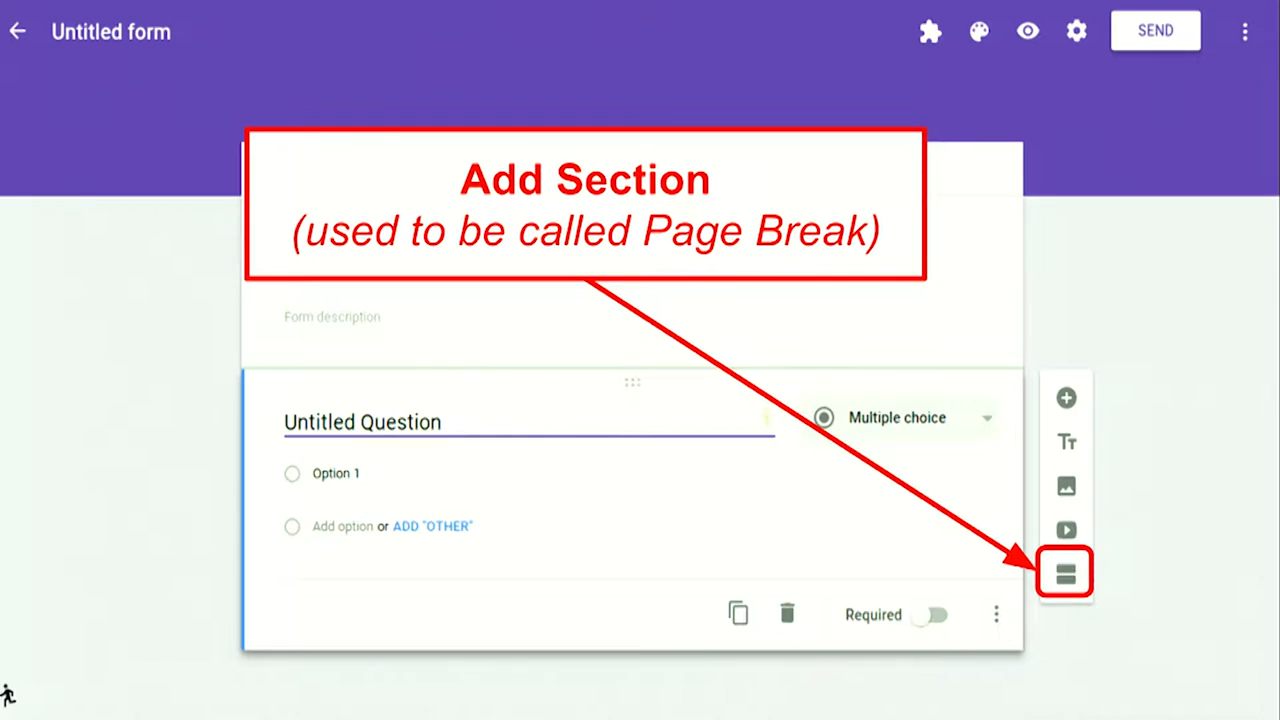 Untitled form
SEND
Add Section
(used to be called Page Break)
Form description
Untitled Question
Multiple choice
Option 1
Add option or ADD "OTHER"
Required